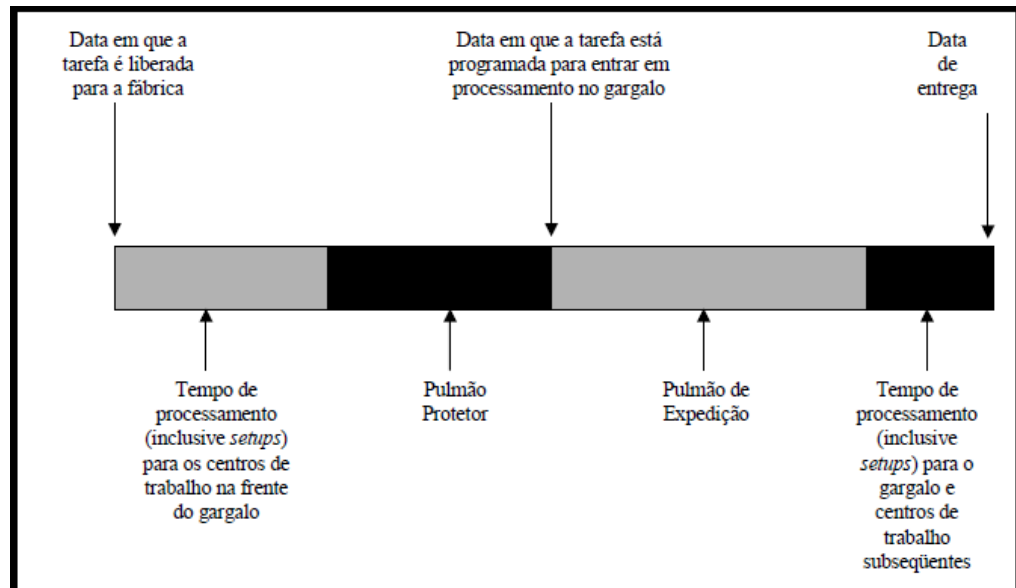 Data em que a
tarefa é liberada
para a fábrica
Data em que a tarefa está
programada para entrar em
processamento no gargalo
Data
de
entrega
Tempo de
processamento
(inclusive setups)
para os centros de
trabalho na frente
do gargalo
Pulmão
Protetor
Pulmão de
Expedição
Tempo de
processamento
(inclusive
setups) para o
gargalo e
centros de
trabalho
subseqüentes